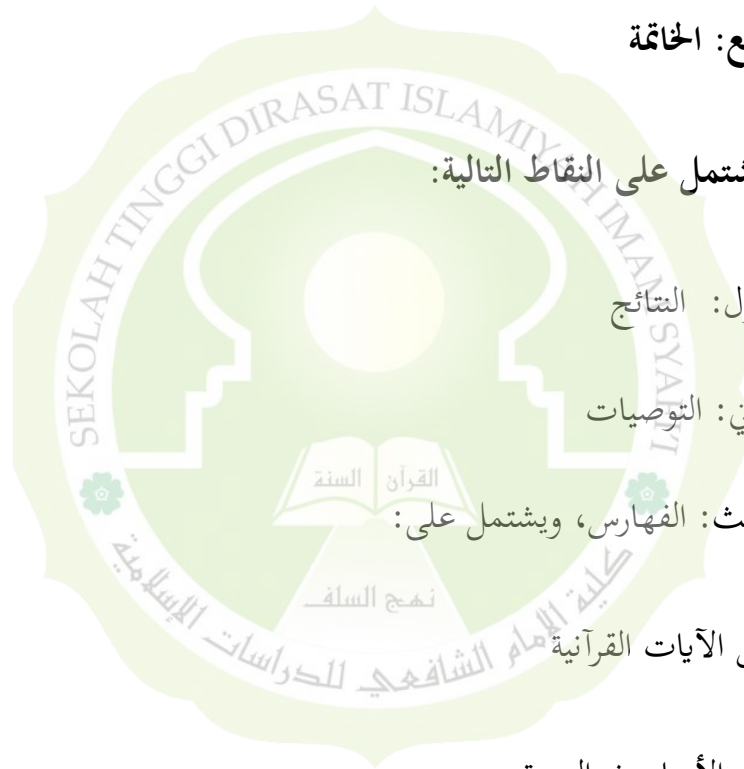 ع: الخاتمة
شتمل على النقاط التالية:
ل: النتائج
ي: التوصيات
ث: الفهارس، ويشتمل على:
الآيات القرآنية
SEKOLAH TINGGI DIRASAT ISLAMIYAH IMAM SYAFI'I
القرآن السنة
نهج السلف
كلية الإمام الشافعي للدراسات الإسلامية